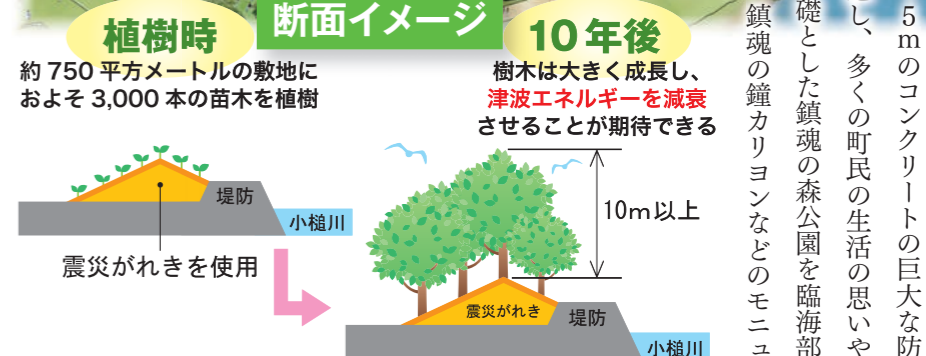 断面イメージ
植樹時
約750平方メートルの敷地に
およそ3,000本の苗木を植樹
堤防
小槌川
震災がれきを使用
10年後
樹木は大きく成長し、
津波エネルギーを減衰
させることが期待できる
10m以上
震災がれき
堤防
小槌川
5mのコンクリートの巨大な防
し、多くの町民の生活の思いや
礎とした鎮魂の森公園を臨海部
鎮魂の鐘カリヨンなどのモニュ